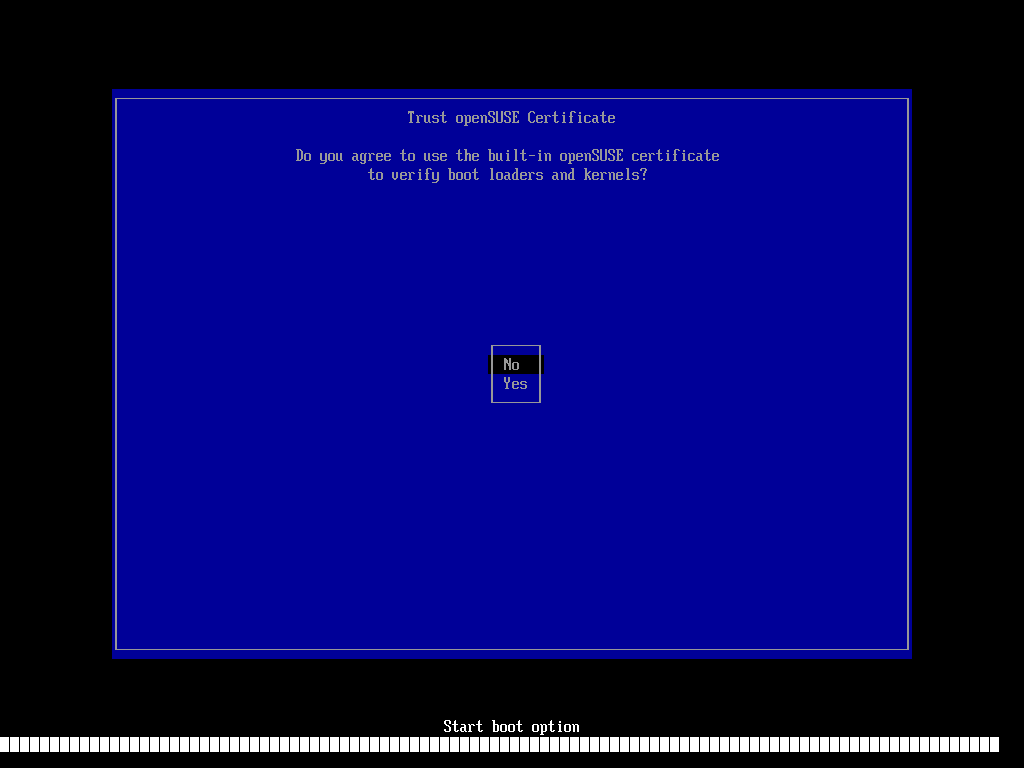 Trust openSUSE Certificate
Do you agree to use the built-in openSUSE certificate
to verify boot loaders and kernels?
No
Yes
Start boot option